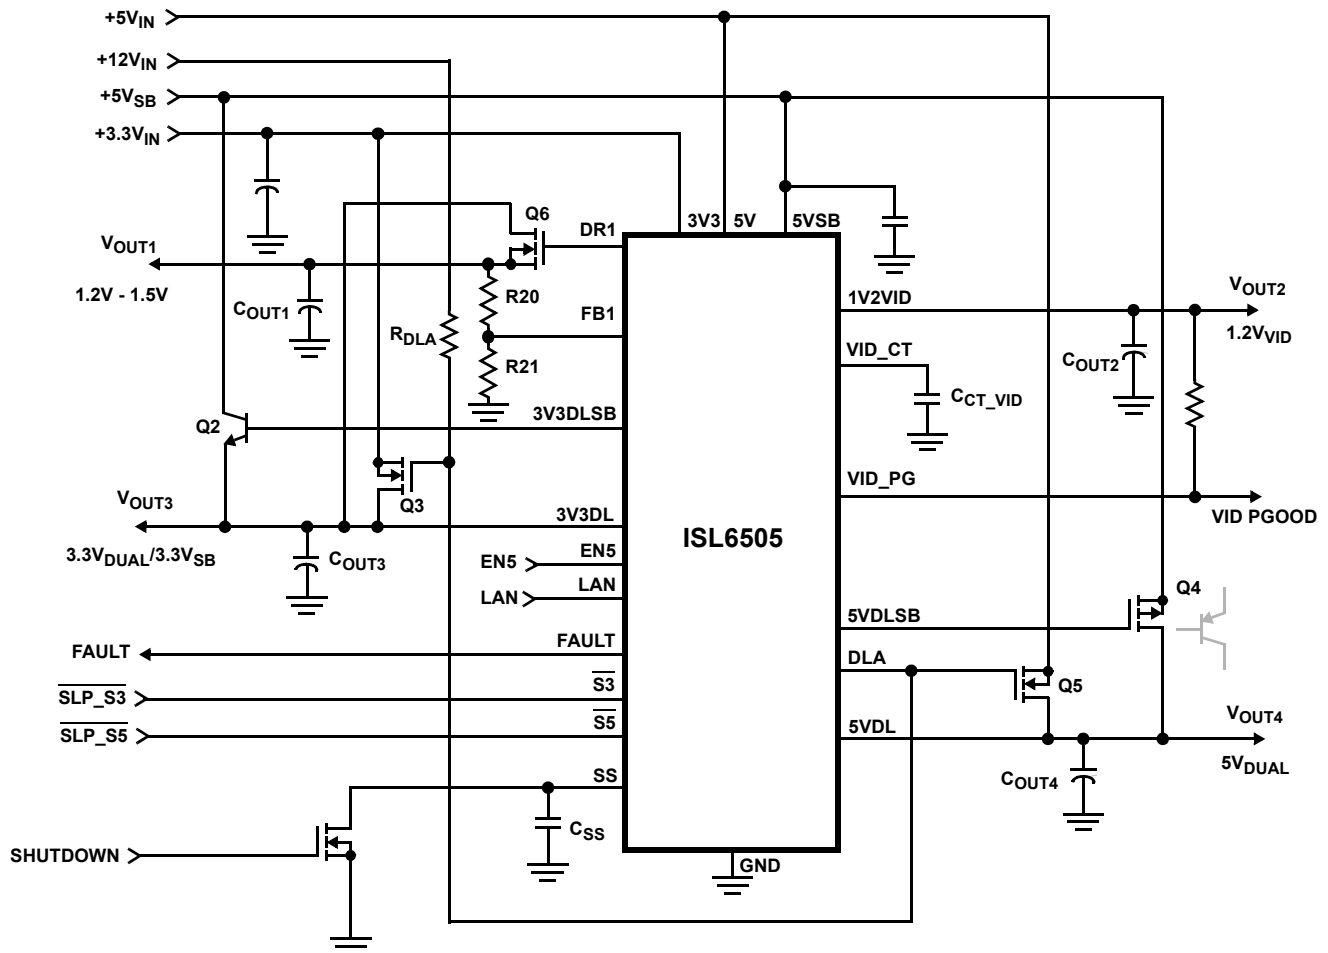 +5VIN
+12VIN
+5VSB
+3.3VIN
Q6
DR1
3V3
5V
5VSB
VOUT1
1.2V - 1.5V
COUT1
R20
FB1
RDLA
R21
1V2VID
VOUT2
1.2VVID
VID_CT
COUT2
CCT_VID
Q2
3V3DLSB
VID_PG
VID PGOOD
Q3
VOUT3
3.3VDUAL/3.3VSB
COUT3
3V3DL
ISL6505
EN5
EN5
LAN
LAN
Q4
5VDLSB
FAULT
FAULT
DLA
SLP_S3
S3
Q5
SLP_S5
S5
5VDL
VOUT4
5VDUAL
COUT4
SS
CSS
SHUTDOWN
GND